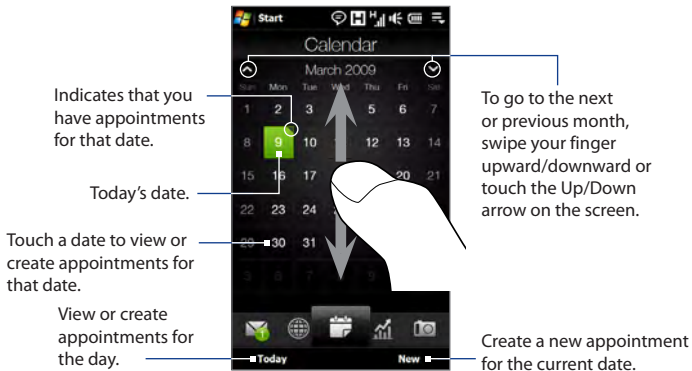 Start
Calendar
March 2009
Sun Mon Tue Wed Thu Fri Sat
1 2 3 5 6 7
8 9 10 12 13 14
15 16 17 20 21
22 23 24
29 30 31
Today New
Indicates that you
have appointments
for that date.
Today's date.
Touch a date to view or
create appointments for
that date.
View or create
appointments for
the day.
To go to the next
or previous month,
swipe your finger
upward/downward or
touch the Up/Down
arrow on the screen.
Create a new appointment
for the current date.